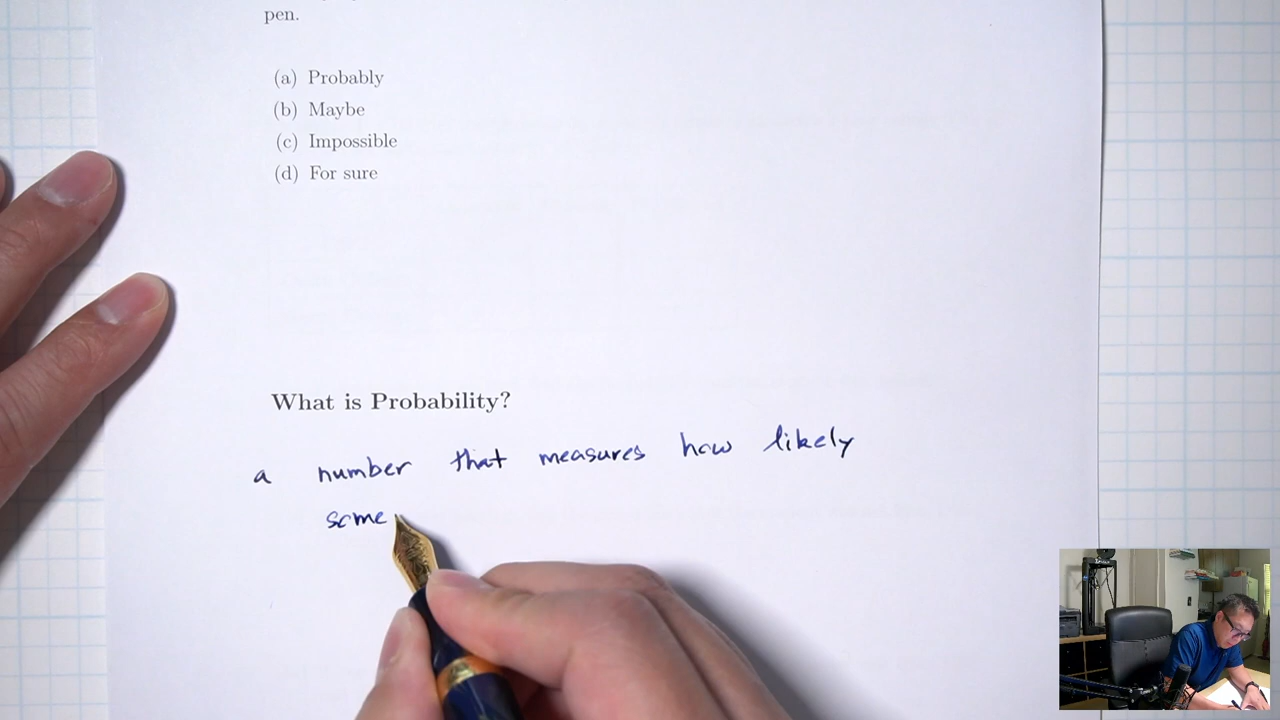 pen.
(a) Probably
(b) Maybe
(c) Impossible
(d) For sure
What is Probability?
a number that measures how likely
some